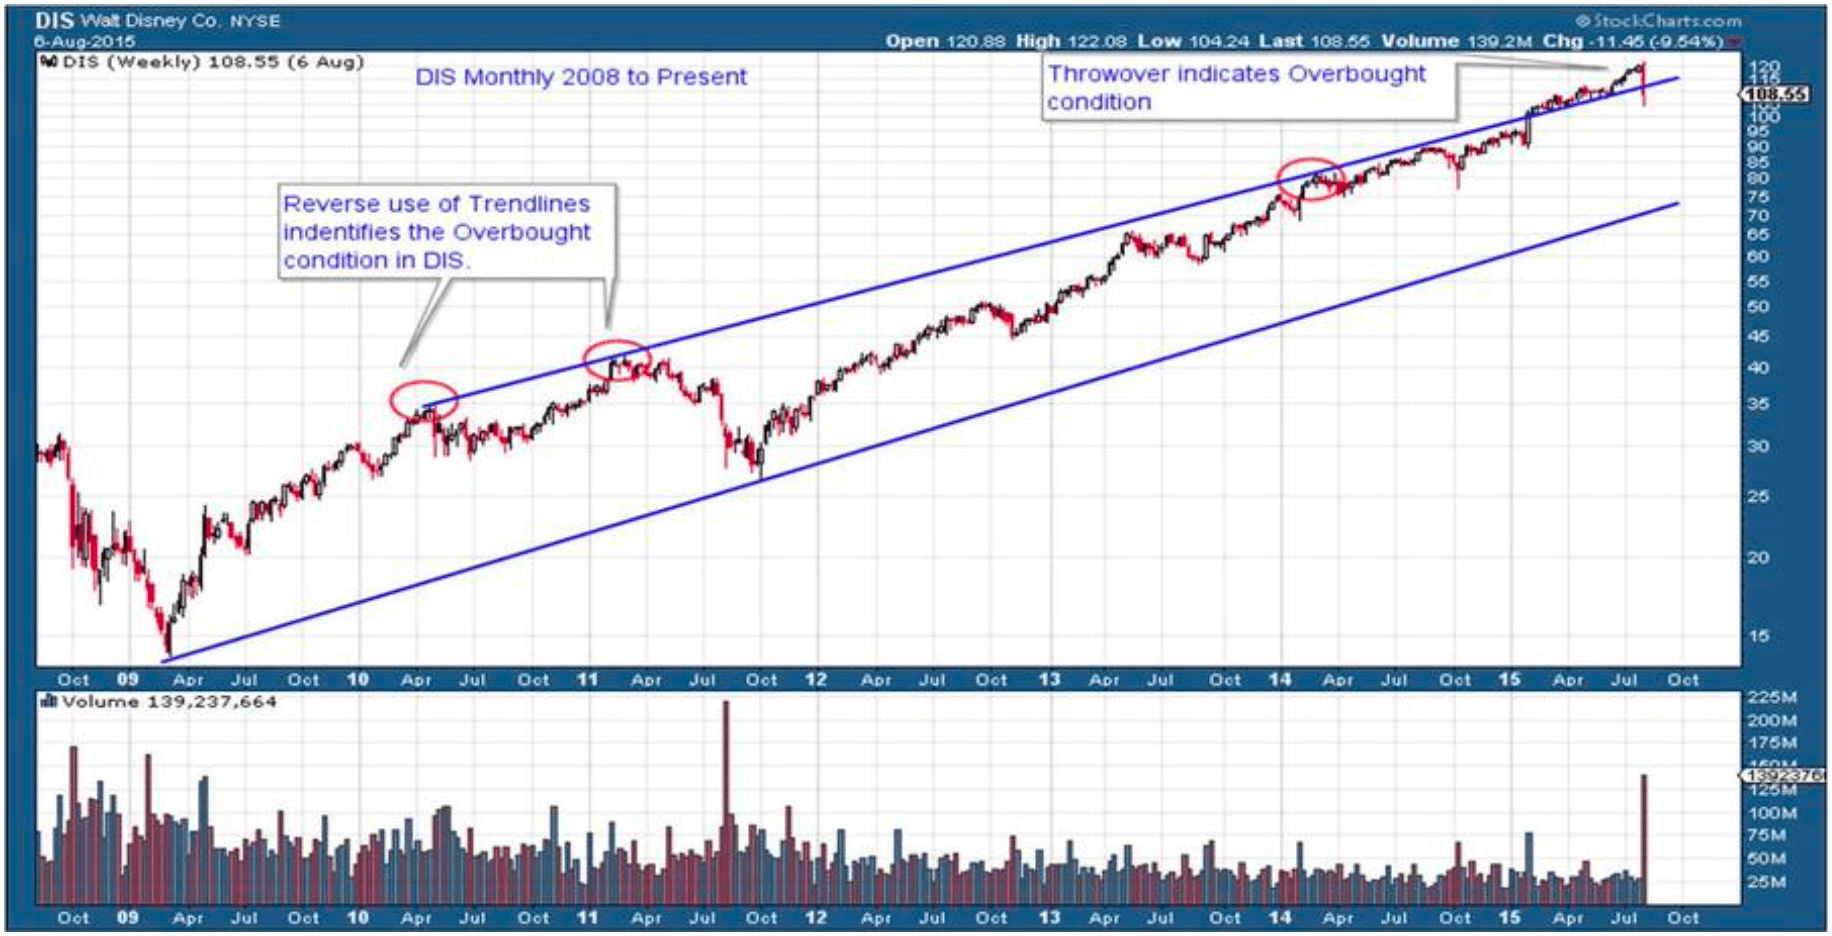 DIS Walt Disney Co. NYSE
© StockCharts.com
6-Aug-2015
Open 120.88 High 122.08 Low 104.24 Last 108.55 Volume 139.2M Chg -11.45 (-9.54%)
DIS (Weekly) 108.55 (6 Aug)
DIS Monthly 2008 to Present
Throwover indicates Overbought
condition
Reverse use of Trendlines
indentifies the Overbought
condition in DIS.
120
115
108.55
100
95
90
85
80
75
70
65
60
55
50
45
40
35
30
25
20
15
Oct 09 Apr Jul Oct 10 Apr Jul Oct 11 Apr Jul Oct 12 Apr Jul Oct 13 Apr Jul Oct 14 Apr Jul Oct 15 Apr Jul Oct
Volume 139,237,664
225M
200M
175M
150M
1392376
125M
100M
75M
50M
25M
Oct 09 Apr Jul Oct 10 Apr Jul Oct 11 Apr Jul Oct 12 Apr Jul Oct 13 Apr Jul Oct 14 Apr Jul Oct 15 Apr Jul Oct